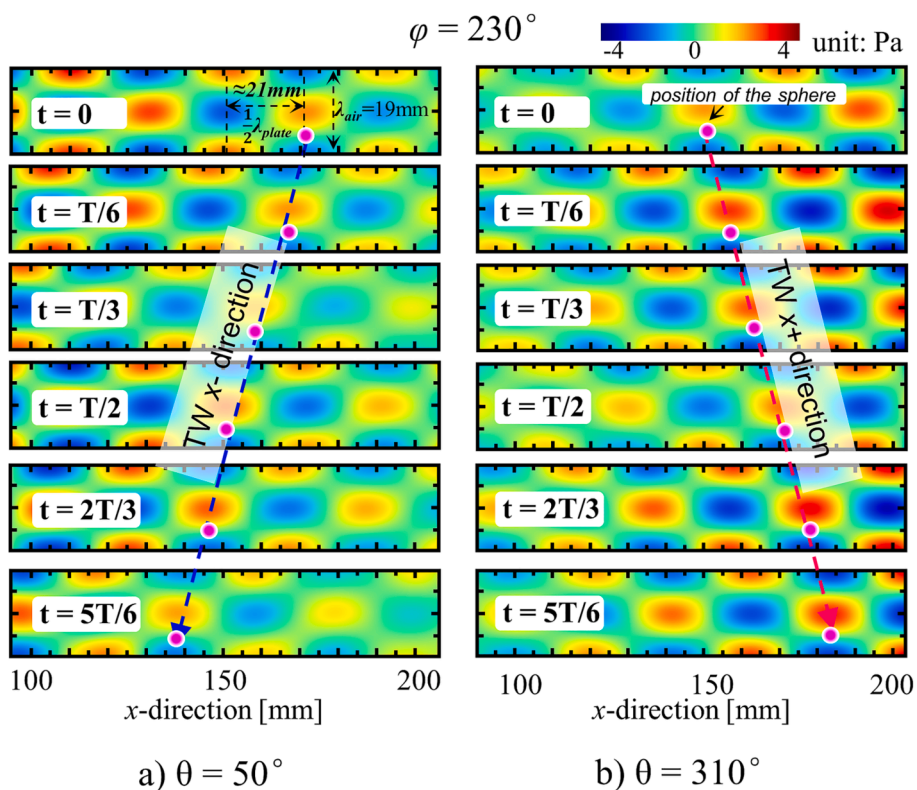 φ = 230°
-4 0 4 unit: Pa
t = 0
≈21mm
½λplate
λair=19mm
t = T/6
t = T/3
t = T/2
t = 2T/3
t = 5T/6
TW x- direction
100 150 200
x-direction [mm]
a) θ = 50°
position of the sphere
t = 0
t = T/6
t = T/3
t = T/2
t = 2T/3
t = 5T/6
TW x+ direction
100 150 200
x-direction [mm]
b) θ = 310°